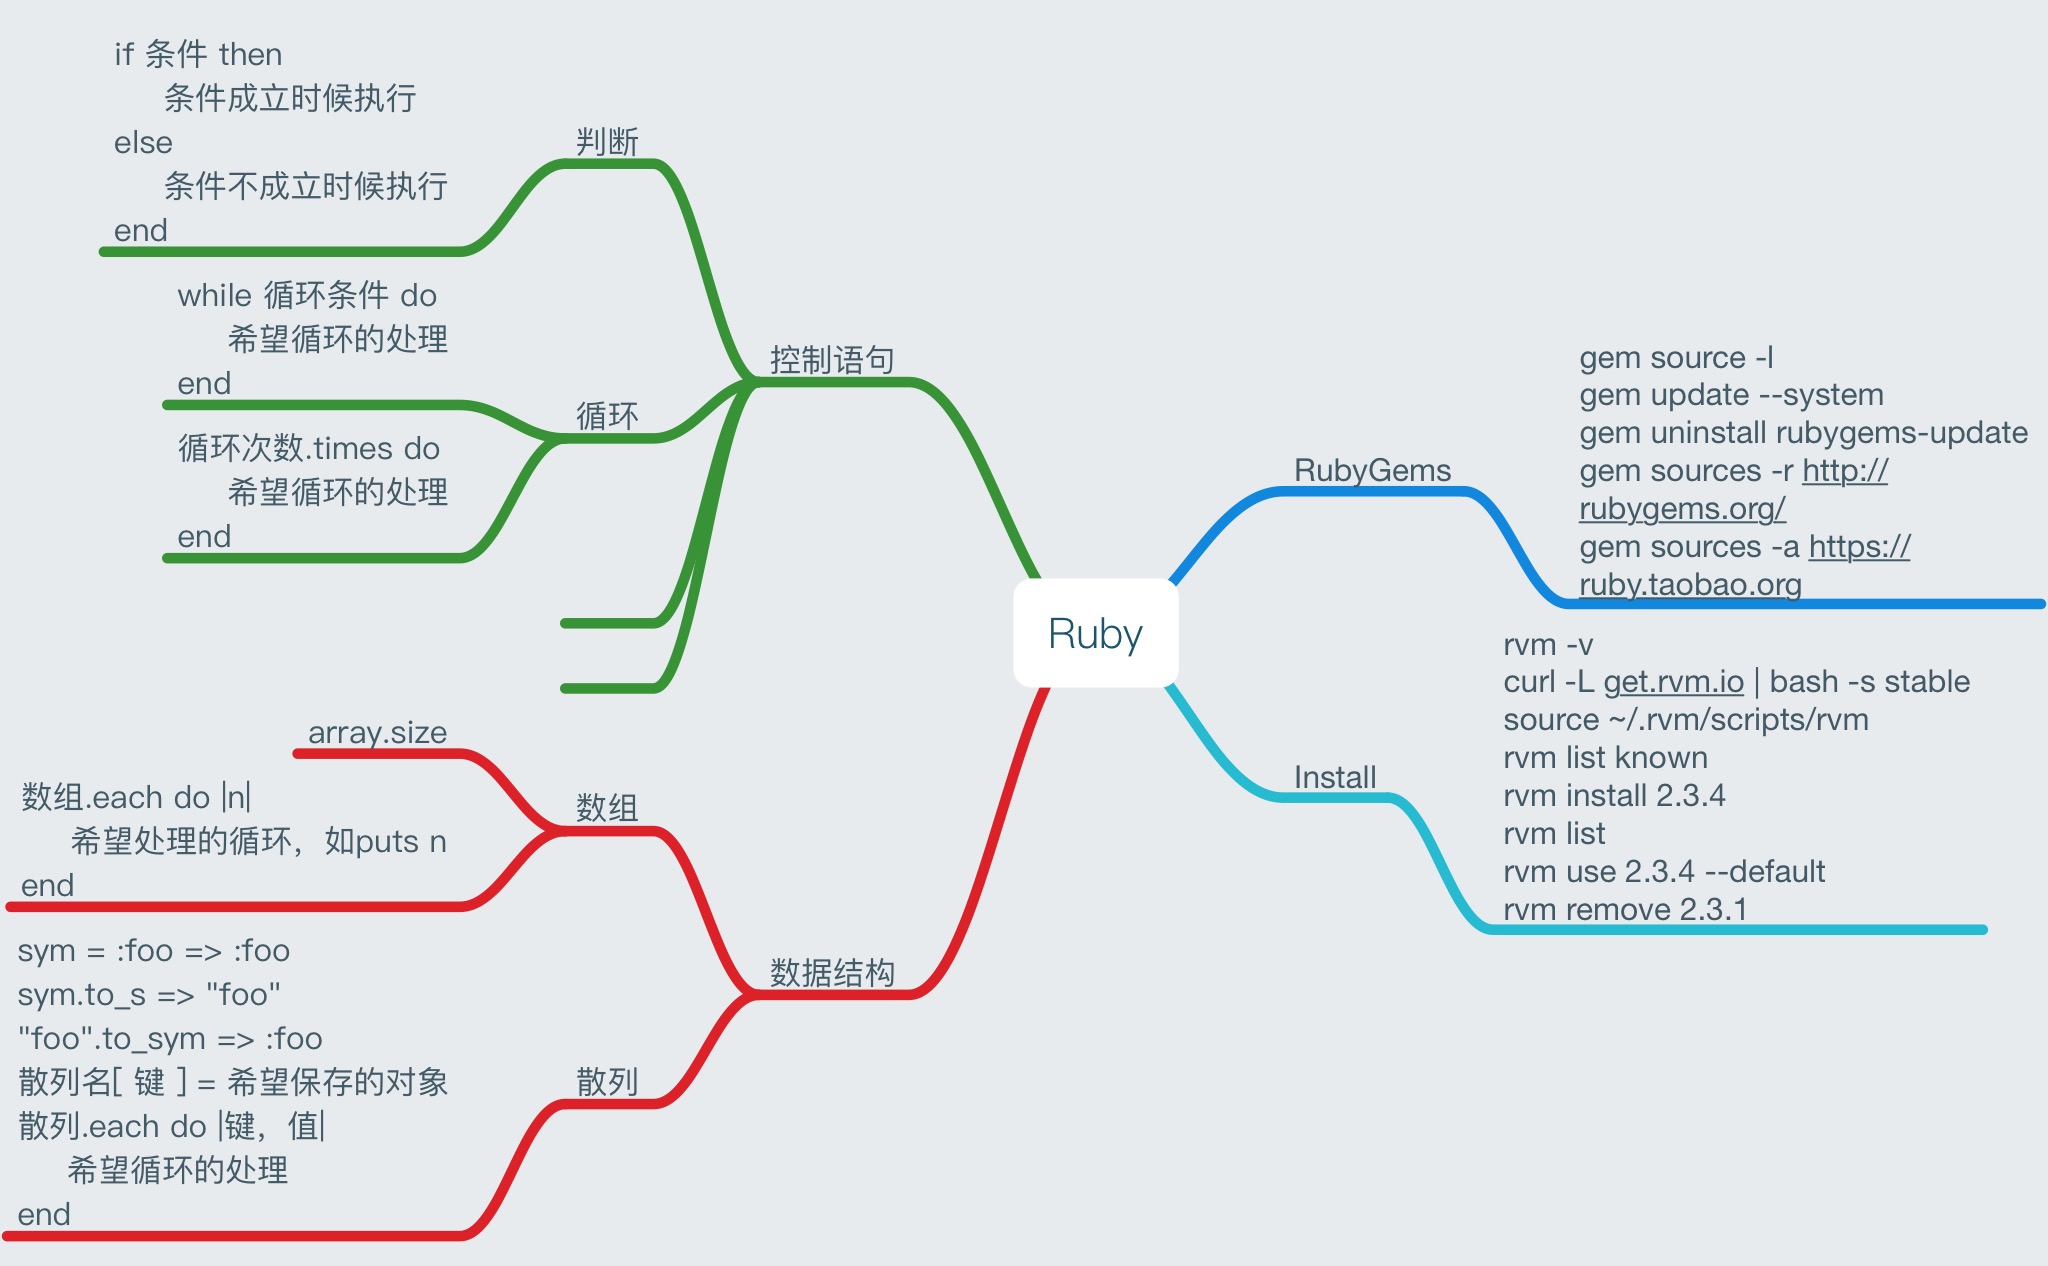 if 条件 then
条件成立时候执行
else
条件不成立时候执行
end
判断
while 循环条件 do
希望循环的处理
end
循环次数.times do
希望循环的处理
end
循环
控制语句
array.size
数组.each do |n|
希望处理的循环，如puts n
end
数组
sym = :foo => :foo
sym.to_s => "foo"
"foo".to_sym => :foo
散列名[ 键 ] = 希望保存的对象
散列.each do |键，值|
希望循环的处理
end
散列
数据结构
Ruby
RubyGems
gem source -l
gem update --system
gem uninstall rubygems-update
gem sources -r http://
rubygems.org/
gem sources -a https://
ruby.taobao.org
Install
rvm -v
curl -L get.rvm.io | bash -s stable
source ~/.rvm/scripts/rvm
rvm list known
rvm install 2.3.4
rvm list
rvm use 2.3.4 --default
rvm remove 2.3.1